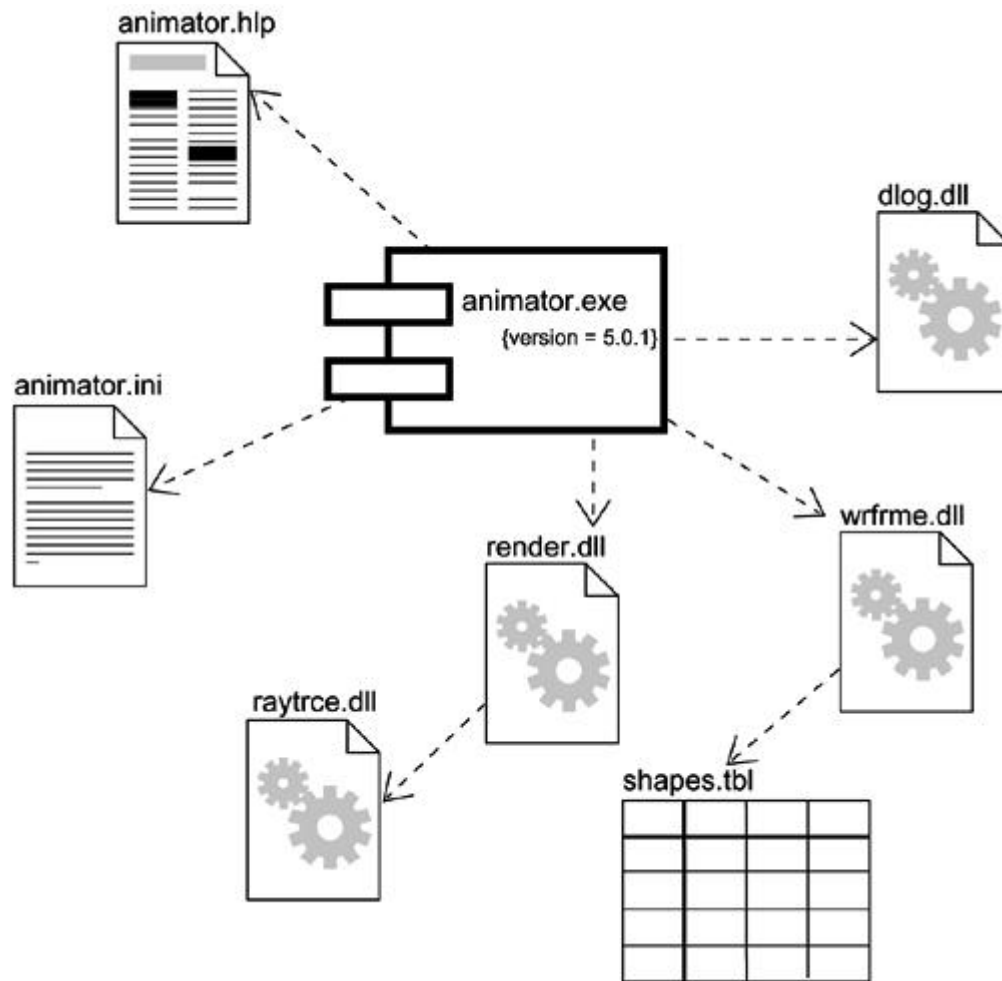 animator.hlp
dlog.dll
animator.exe
{version = 5.0.1}
animator.ini
wrfrme.dll
render.dll
raytrce.dll
shapes.tbl